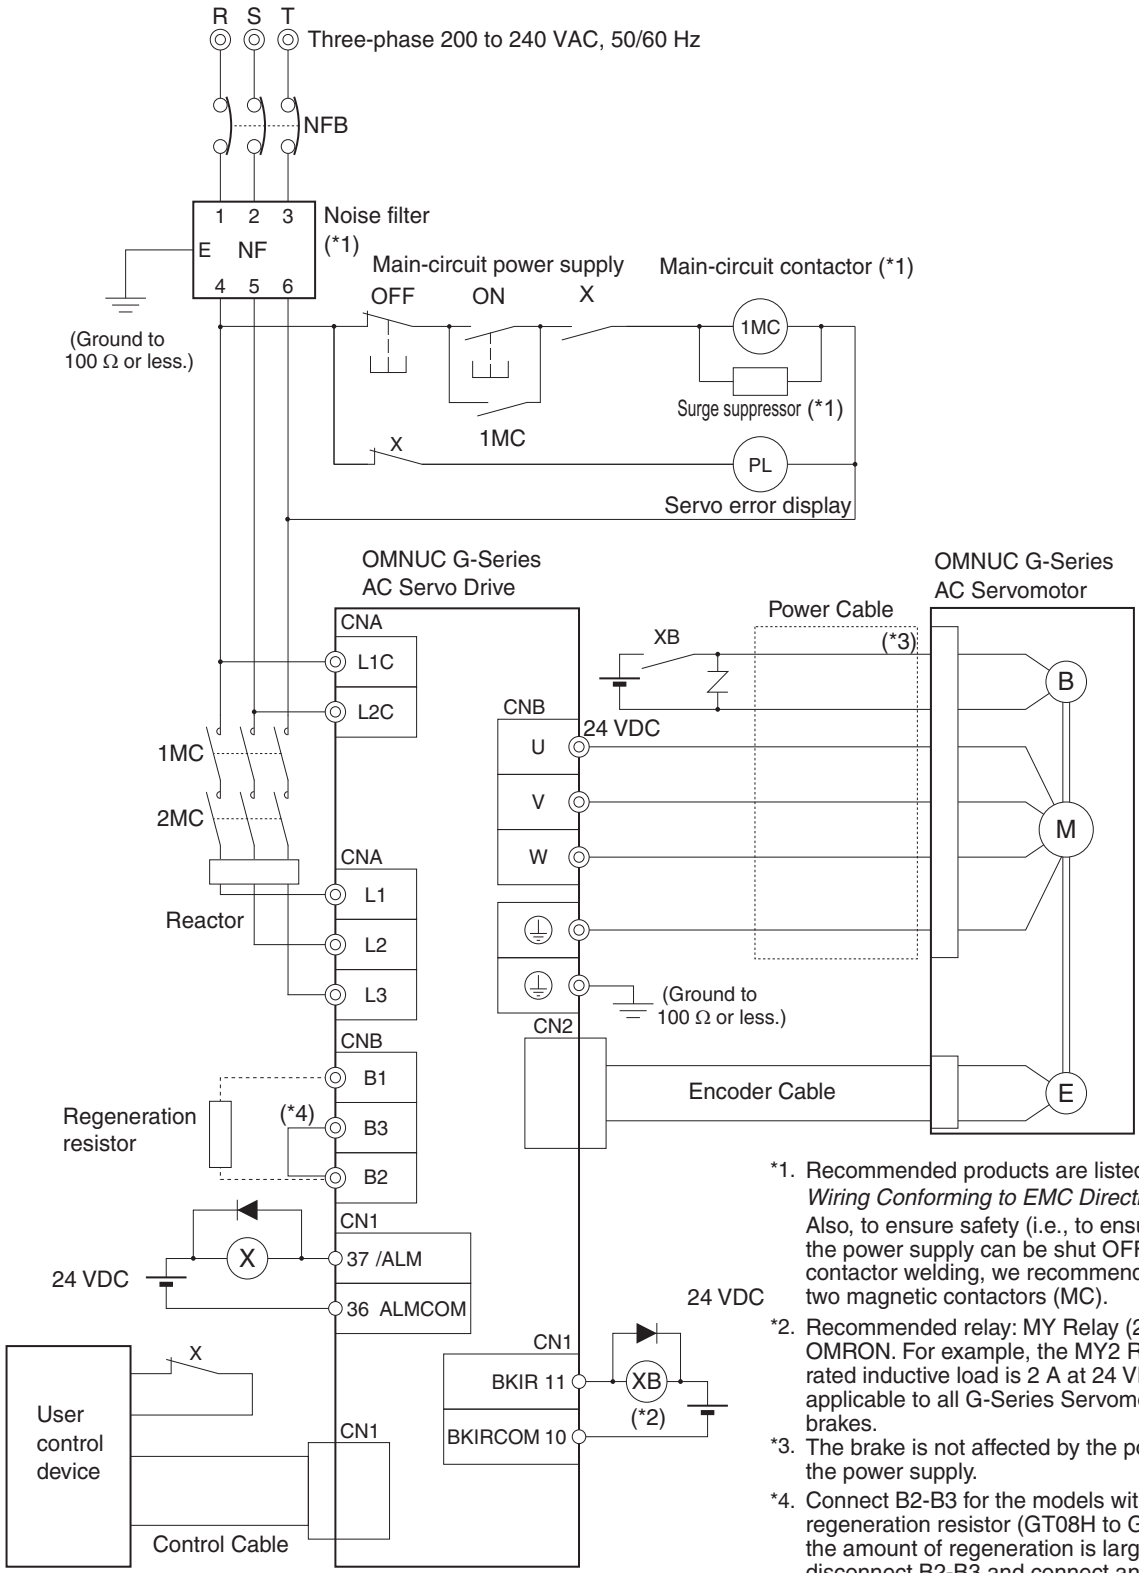 R S T
Three-phase 200 to 240 VAC, 50/60 Hz
NFB
1 2 3
Noise filter
(*1)
E NF
4 5 6
Main-circuit power supply
Main-circuit contactor (*1)
OFF ON X
1MC
(Ground to
100 Ω or less.)
Surge suppressor (*1)
1MC
X
PL
Servo error display
OMNUC G-Series
AC Servo Drive
OMNUC G-Series
AC Servomotor
CNA
L1C
L2C
Power Cable
(*3)
XB
B
24 VDC
CNB
U
V
W
M
1MC
2MC
Reactor
CNA
L1
L2
L3
(Ground to
100 Ω or less.)
CN2
Encoder Cable
E
CNB
B1
B3
B2
(*4)
Regeneration
resistor
CN1
X
37 /ALM
24 VDC
36 ALMCOM
24 VDC
CN1
BKIR 11
XB
(*2)
BKIRCOM 10
X
User
control
device
CN1
Control Cable
*1. Recommended products are listed
Wiring Conforming to EMC
Also, to ensure safety (i.e., to
the power supply can be shut OFF
contactor welding, we recommend
two magnetic contactors (MC).
*2. Recommended relay: MY Relay
OMRON. For example, the MY2
rated inductive load is 2 A at 24
applicable to all G-Series
brakes.
*3. The brake is not affected by the
the power supply.
*4. Connect B2-B3 for the models
regeneration resistor (GT08H to
the amount of regeneration is
disconnect B2-B3 and connect